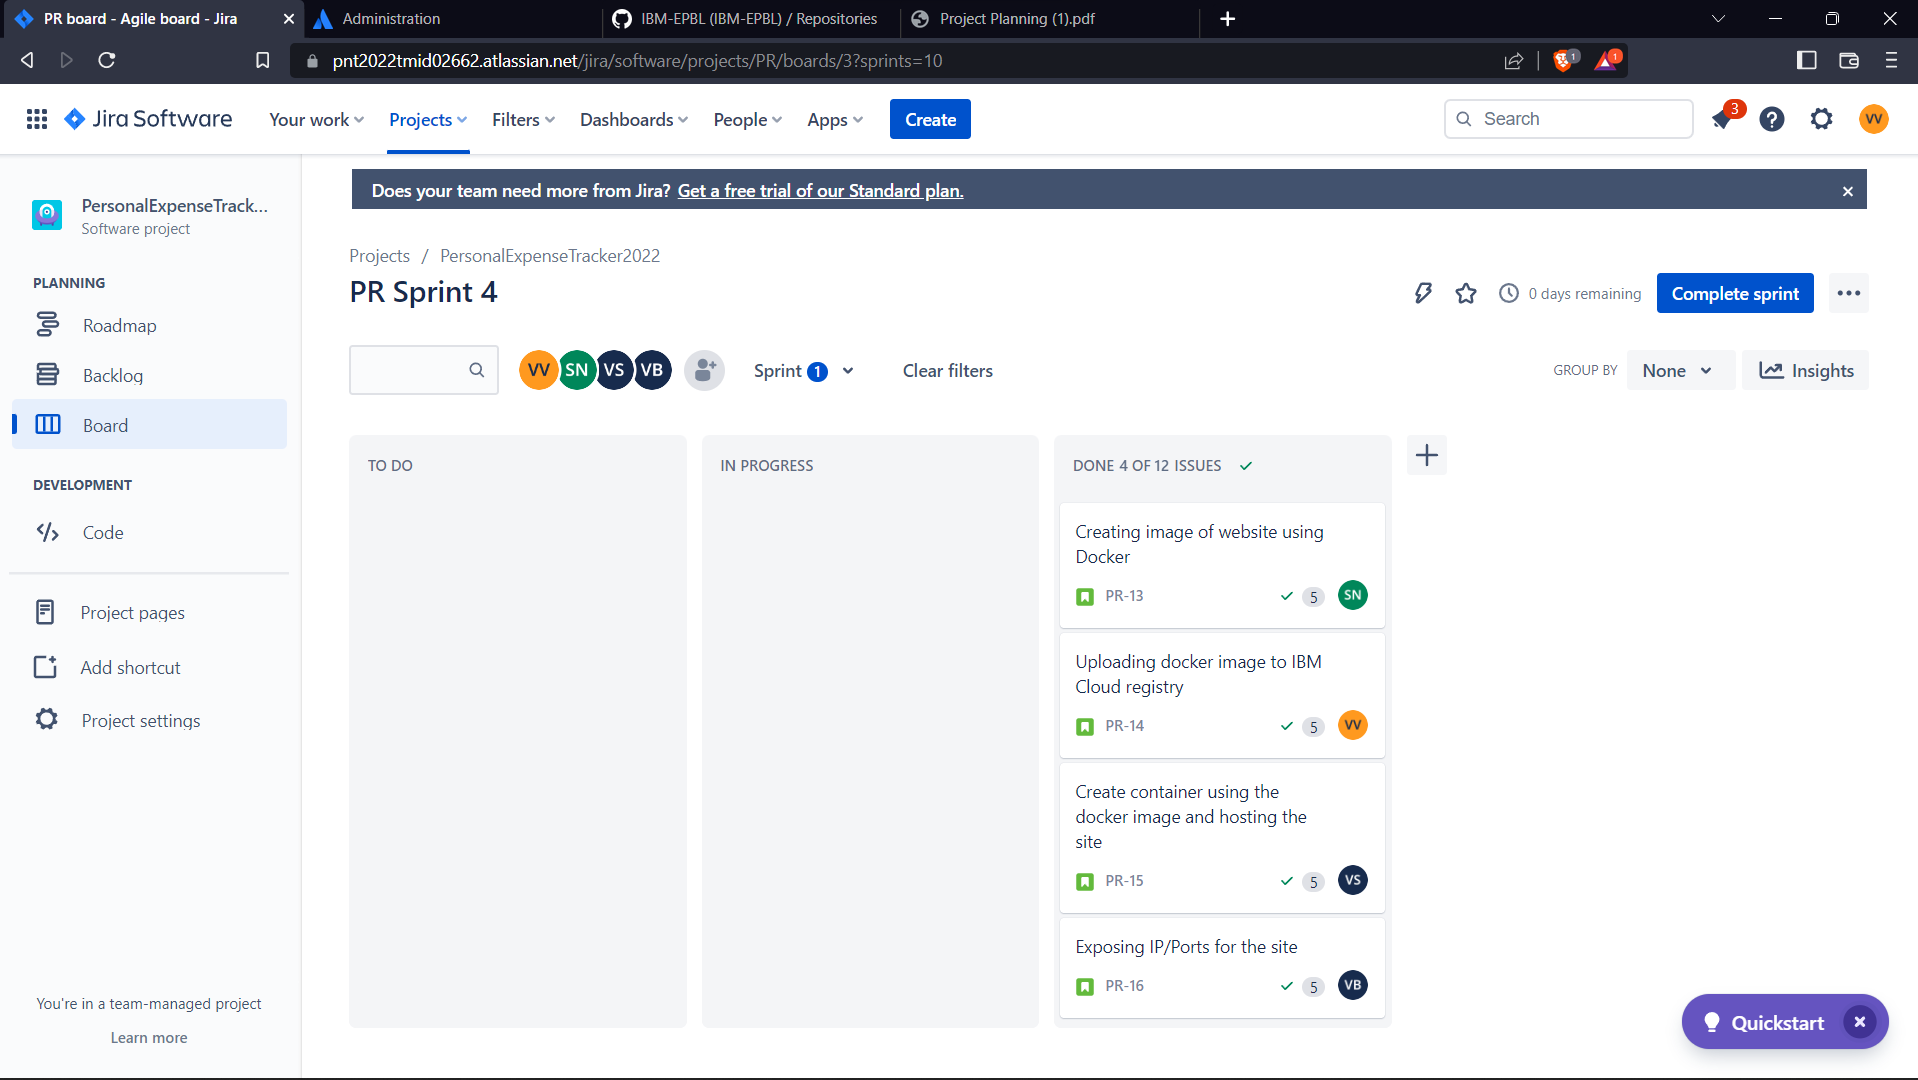 PR board - Agile board - Jira
Administration
IBM-EPBL (IBM-EPBL) / Repositories
Project Planning (1).pdf
pnt2022tmid02662.atlassian.net/jira/software/projects/PR/boards/3?sprints=10
1
1
Jira Software
Your work
Projects
Filters
Dashboards
People
Apps
Create
Search
3
VV
PersonalExpenseTrack...
Software project
Does your team need more from Jira? Get a free trial of our Standard plan.
Projects / PersonalExpenseTracker2022
PR Sprint 4
0 days remaining
Complete sprint
PLANNING
Roadmap
Backlog
Board
DEVELOPMENT
Code
Project pages
Add shortcut
Project settings
You're in a team-managed project
Learn more
VV SN VS VB
Sprint 1
Clear filters
GROUP BY
None
Insights
TO DO
IN PROGRESS
DONE 4 OF 12 ISSUES
Creating image of website using
Docker
PR-13
5
SN
Uploading docker image to IBM
Cloud registry
PR-14
5
VV
Create container using the
docker image and hosting the
site
PR-15
5
VS
Exposing IP/Ports for the site
PR-16
5
VB
Quickstart